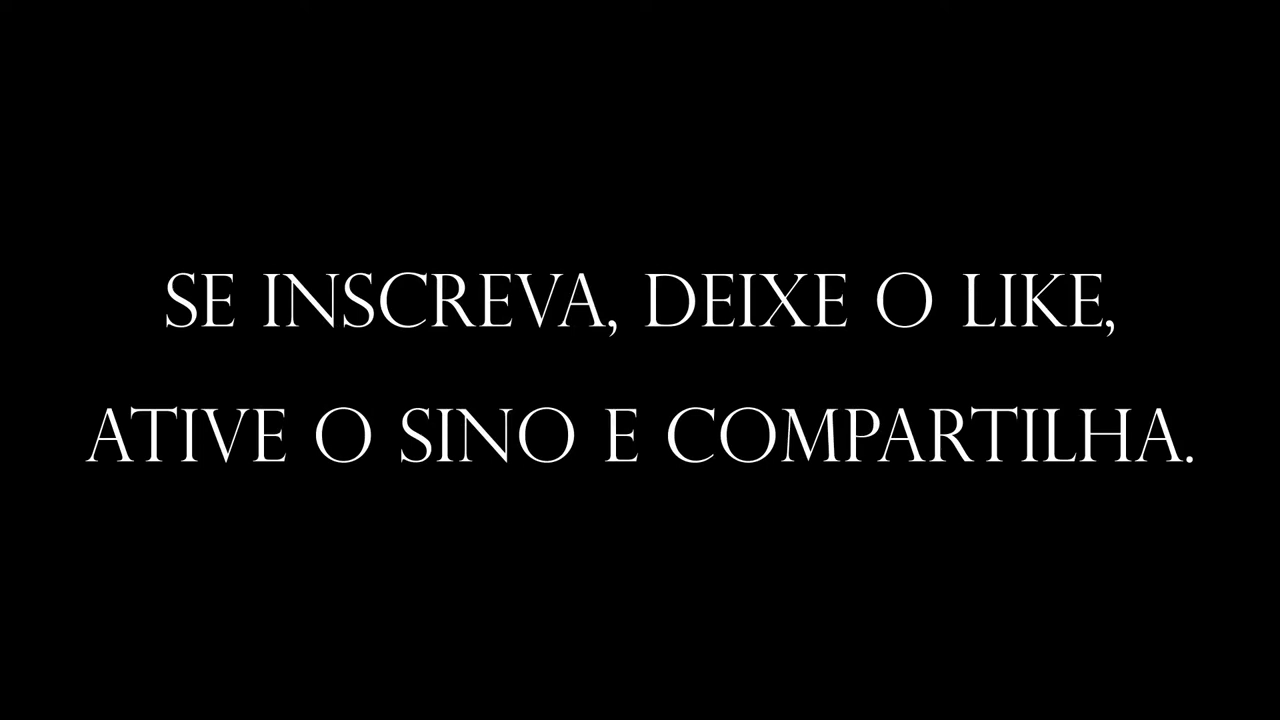 SE INSCREVA, DEIXE O LIKE,
ATIVE O SINO E COMPARTILHA.